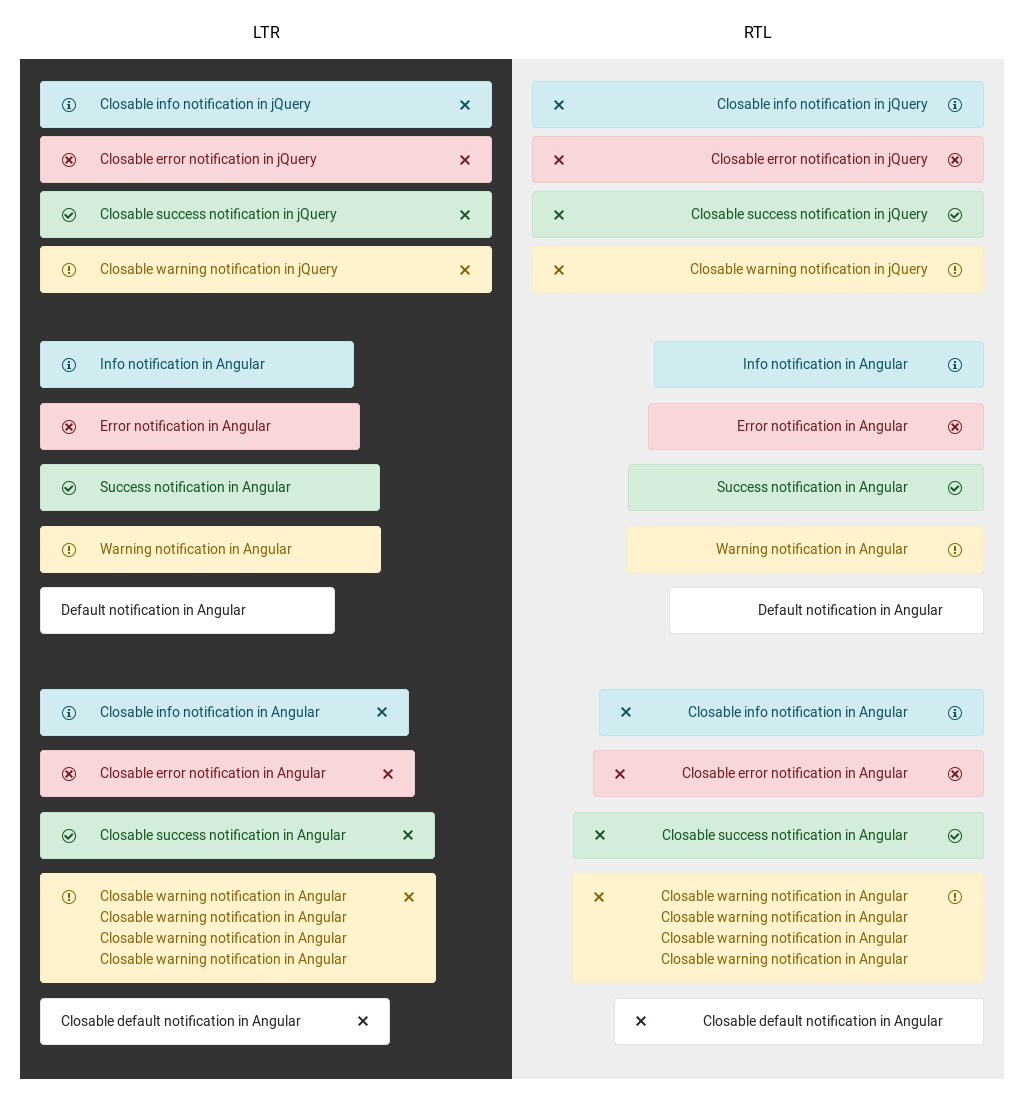 LTR
Closable info notification in jQuery
Closable error notification in jQuery
Closable success notification in jQuery
Closable warning notification in jQuery
Info notification in Angular
Error notification in Angular
Success notification in Angular
Warning notification in Angular
Default notification in Angular
Closable info notification in Angular
Closable error notification in Angular
Closable success notification in Angular
Closable warning notification in Angular
Closable warning notification in Angular
Closable warning notification in Angular
Closable warning notification in Angular
Closable default notification in Angular
RTL
Closable info notification in jQuery
Closable error notification in jQuery
Closable success notification in jQuery
Closable warning notification in jQuery
Info notification in Angular
Error notification in Angular
Success notification in Angular
Warning notification in Angular
Default notification in Angular
Closable info notification in Angular
Closable error notification in Angular
Closable success notification in Angular
Closable warning notification in Angular
Closable warning notification in Angular
Closable warning notification in Angular
Closable warning notification in Angular
Closable default notification in Angular